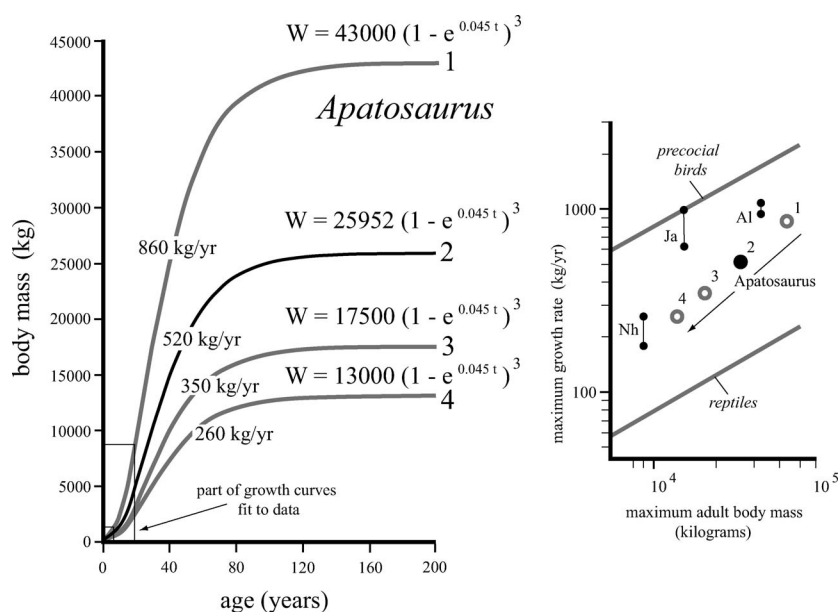 W = 43000 (1 - e^0.045 t)^3
1
Apatosaurus
W = 25952 (1 - e^0.045 t)^3
2
W = 17500 (1 - e^0.045 t)^3
3
W = 13000 (1 - e^0.045 t)^3
4
860 kg/yr
520 kg/yr
350 kg/yr
260 kg/yr
part of growth curves
fit to data
45000
40000
35000
30000
25000
20000
15000
10000
5000
0
body mass (kg)
0 40 80 120 160 200
age (years)
precocial
birds
1000
100
maximum growth rate (kg/yr)
Ja
Al
1
2
3
4
Apatosaurus
Nh
reptiles
10^4 10^5
maximum adult body mass
(kilograms)